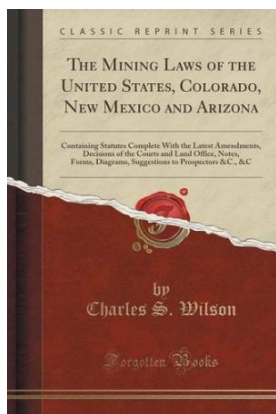 CLASSIC REPRINT SERIES
THE MINING LAWS OF THE
UNITED STATES, COLORADO,
NEW MEXICO AND ARIZONA
Containing Statutes Complete With the Latest Amendments,
Decisions of the Courts and Land Office, Notes,
Forms, Diagrams, Suggestions to Prospectors &C., &C
by
Charles S. Wilson
Forgotten Books